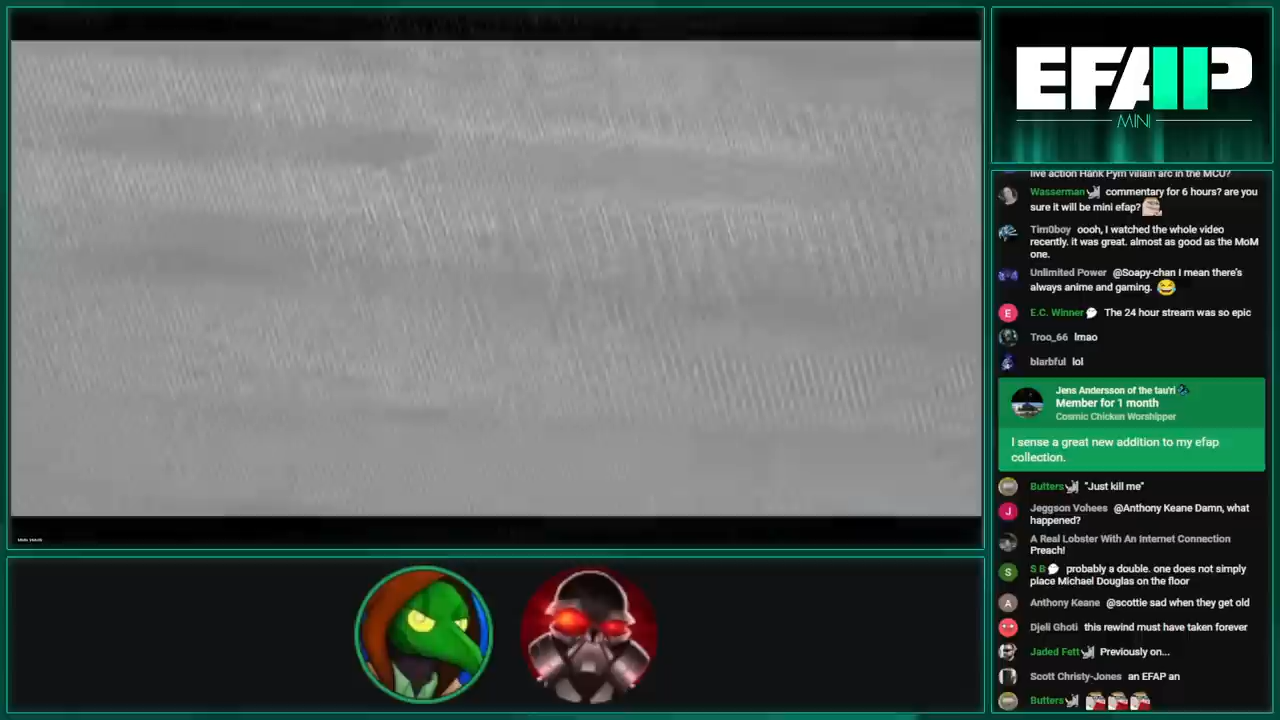 EFAP
MINI
live action Hank Pym villain arc in the MCU?
Wasserman commentary for 6 hours? are you
sure it will be mini efap?
Tim0boy oooh, I watched the whole video
recently. it was great. almost as good as the MoM
one.
Unlimited Power @Soapy-chan I mean there's
always anime and gaming.
E
E.C. Winner The 24 hour stream was so epic
Troo_66 lmao
blarbful lol
Jens Andersson of the tau'ri
Member for 1 month
Cosmic Chicken Worshipper
I sense a great new addition to my efap
collection.
Butters "Just kill me"
J
Jeggson Vohees @Anthony Keane Damn, what
happened?
A Real Lobster With An Internet Connection
Preach!
S
S B probably a double. one does not simply
place Michael Douglas on the floor
A
Anthony Keane @scottie sad when they get old
Djeli Ghoti this rewind must have taken forever
Jaded Fett Previously on...
Scott Christy-Jones an EFAP an
Butters